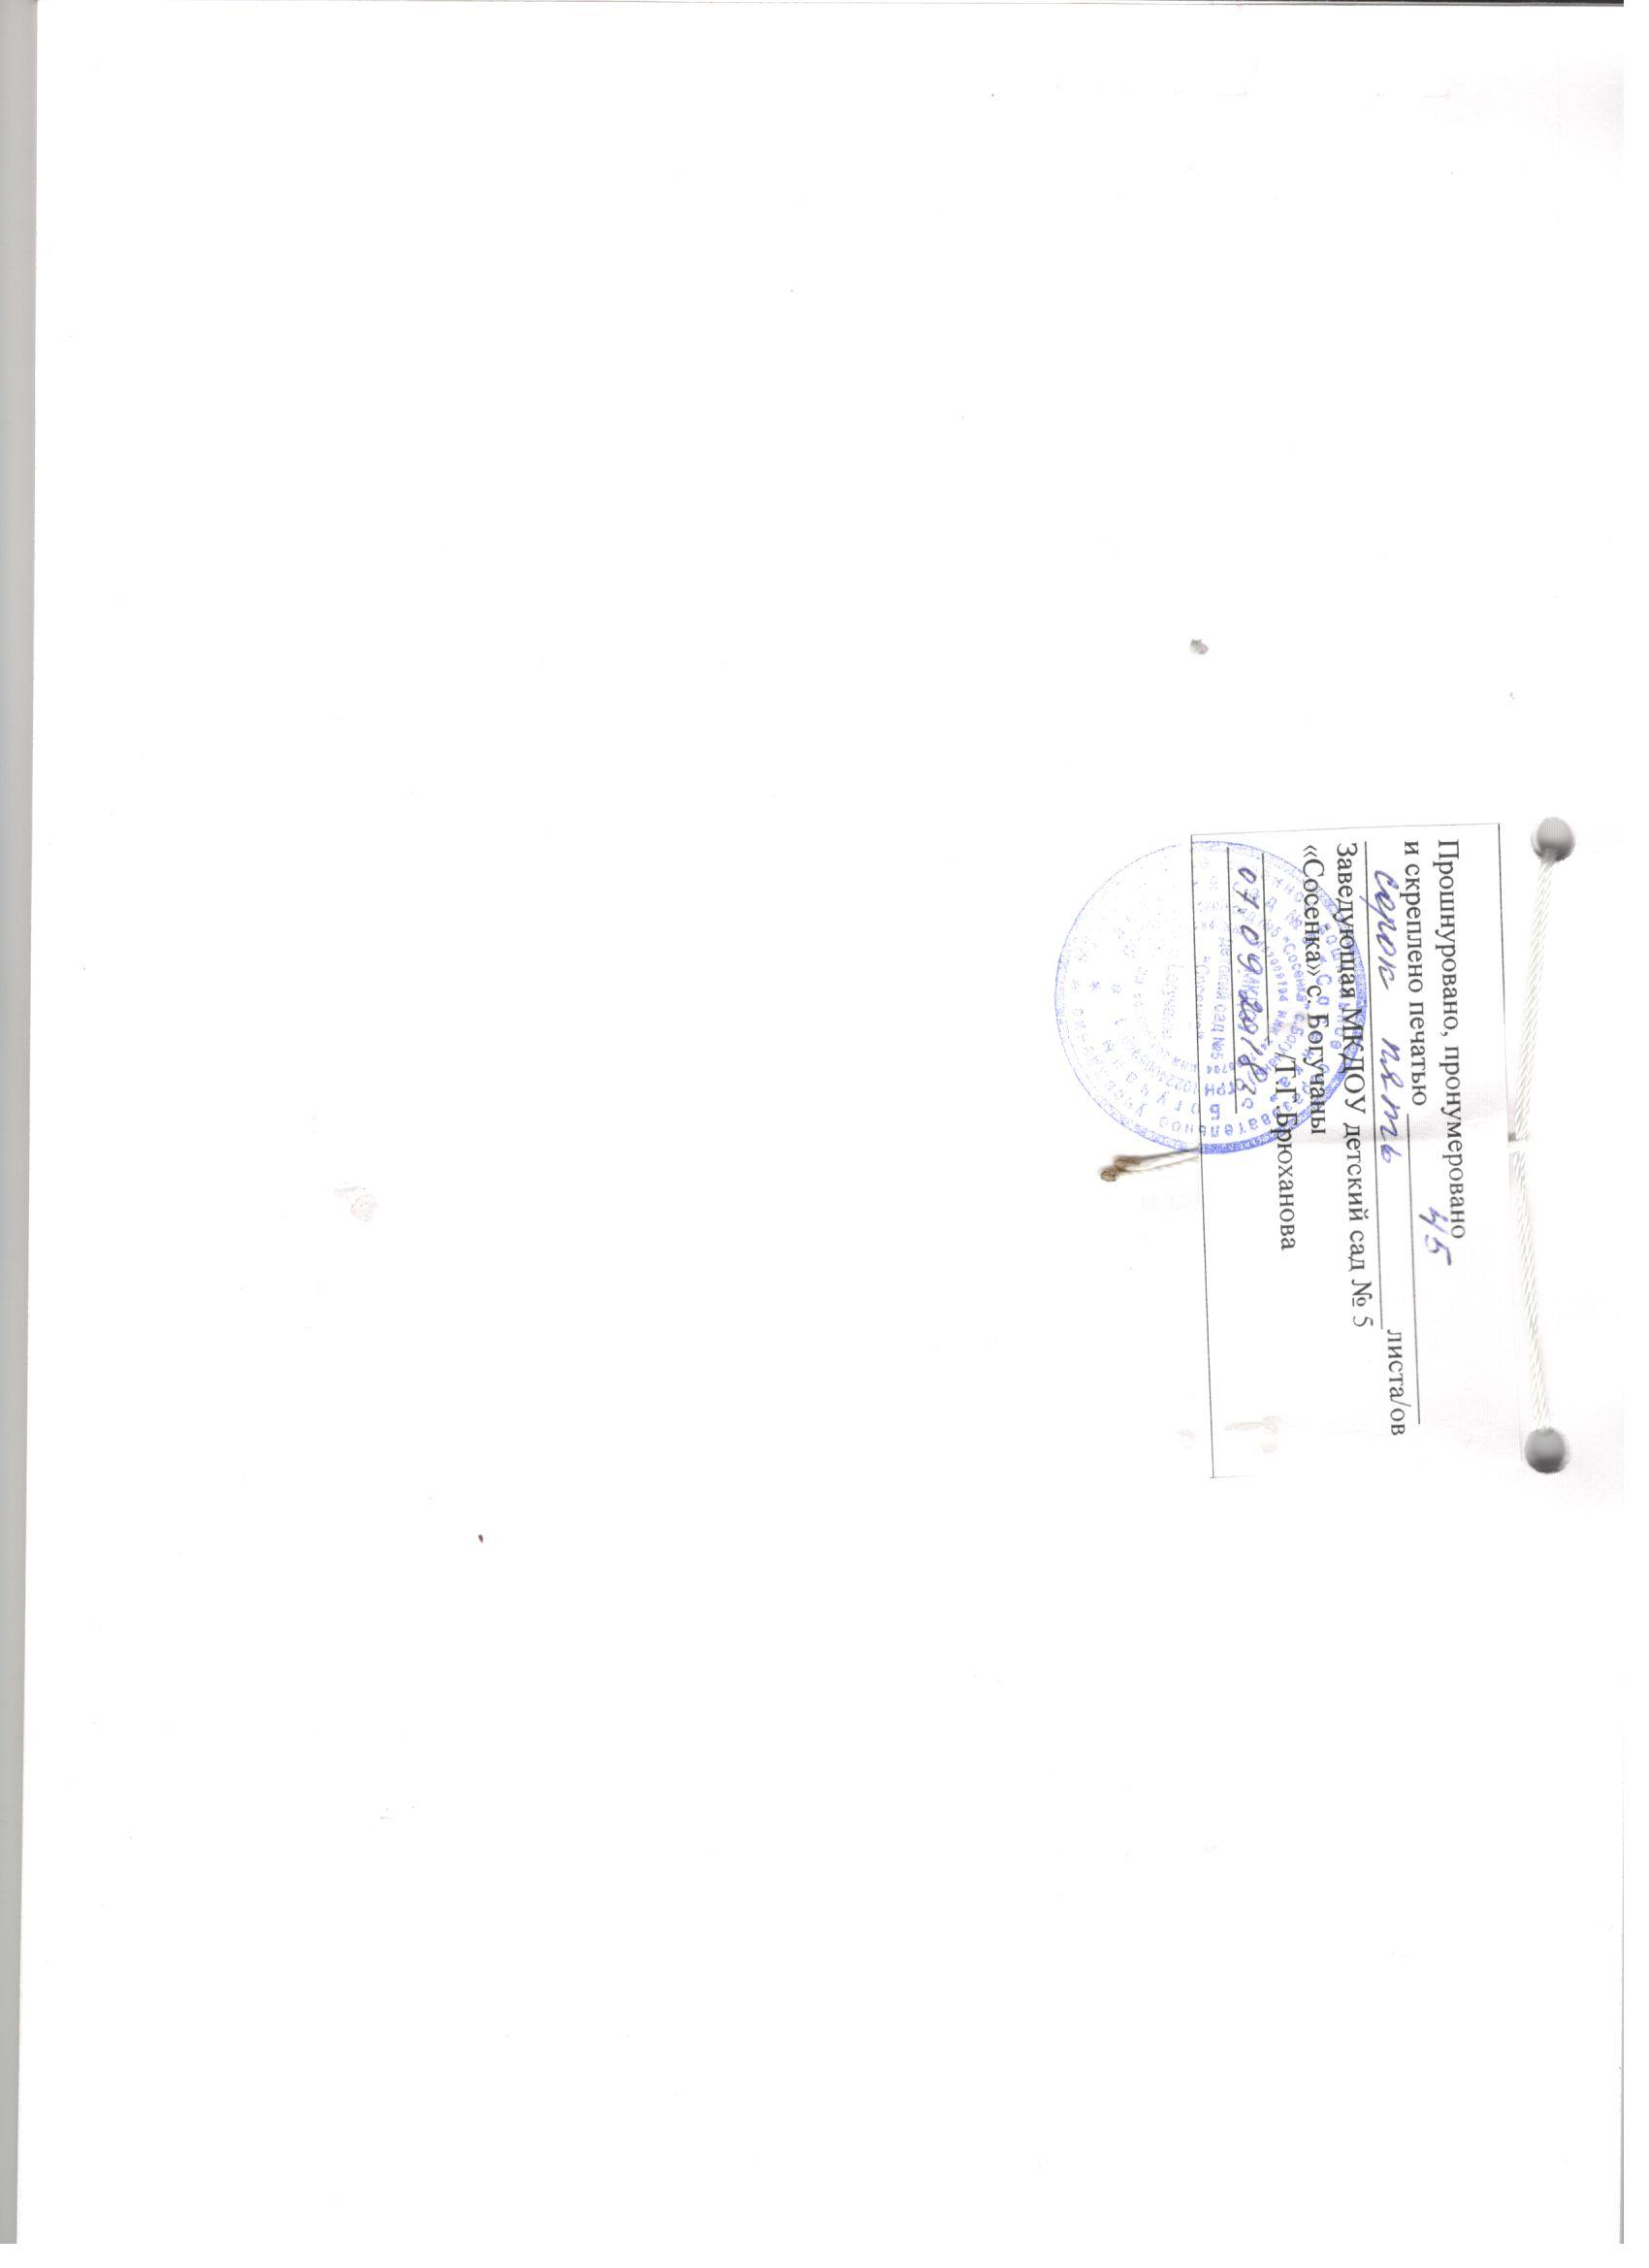 Прошнуровано, пронумеровано
и скреплено печатью 45
сорок пять листа/ов
Заведующая МКДОУ детский сад № 5
«Сосенка» с. Богучаны
/Т.Г.Брюханова
07.09.2018